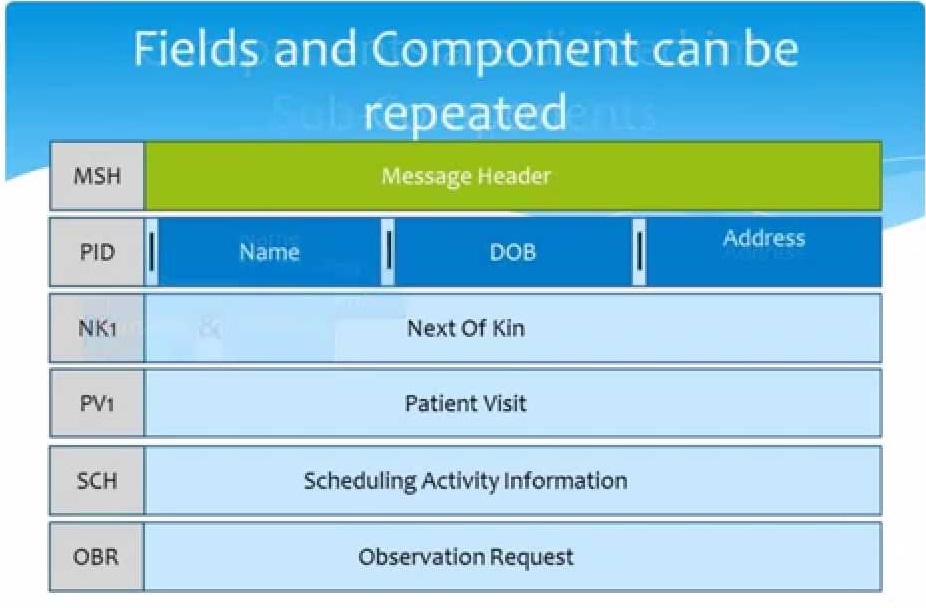 Fields and Component can be
repeated
MSH Message Header
PID | Name | DOB | Address
NK1 & Next Of Kin
PV1 Patient Visit
SCH Scheduling Activity Information
OBR Observation Request